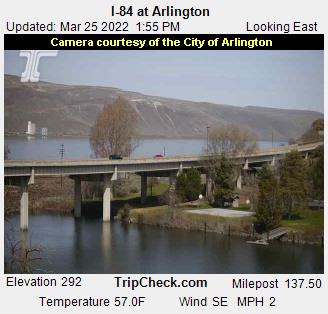 I-84 at Arlington
Updated: Mar 25 2022 1:55 PM Looking East
Camera courtesy of the City of Arlington
Elevation 292 TripCheck.com Milepost 137.50
Temperature 57.0F Wind SE MPH 2